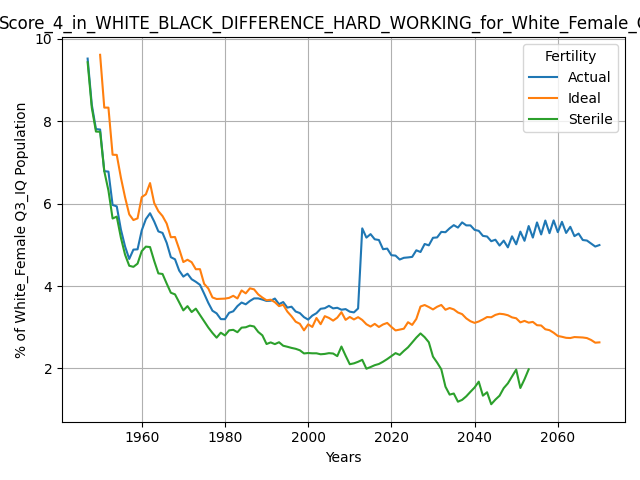 Score_4_in_WHITE_BLACK_DIFFERENCE_HARD_WORKING_for_White_Female_
10
8
6
4
2
% of White_Female Q3_IQ Population
Fertility
Actual
Ideal
Sterile
1960 1980 2000 2020 2040 2060
Years